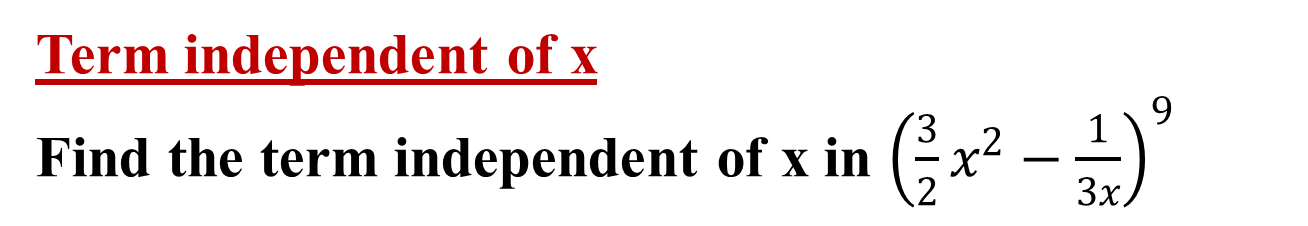 Term independent of x
Find the term independent of x in (3/2 x² − 1/3x)⁹